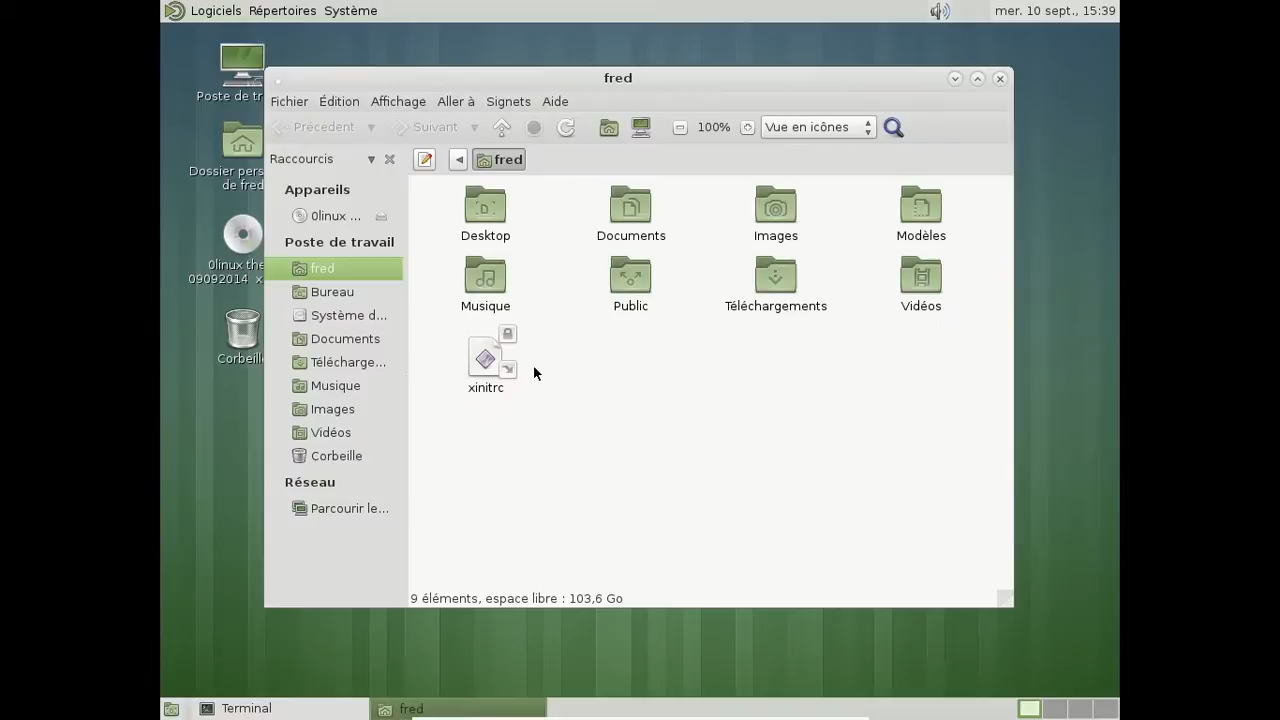 Logiciels Répertoires Système
mer. 10 sept., 15:39
Poste de tr
Dossier pers
de fred
0linux the
09092014 x
Corbeille
fred
Fichier Édition Affichage Aller à Signets Aide
Précédent Suivant 100% Vue en icônes
Raccourcis
fred
Appareils
0linux ...
Poste de travail
fred
Bureau
Système d...
Documents
Télécharge...
Musique
Images
Vidéos
Corbeille
Réseau
Parcourir le...
Desktop Documents Images Modèles
Musique Public Téléchargements Vidéos
xinitrc
9 éléments, espace libre : 103,6 Go
Terminal
fred